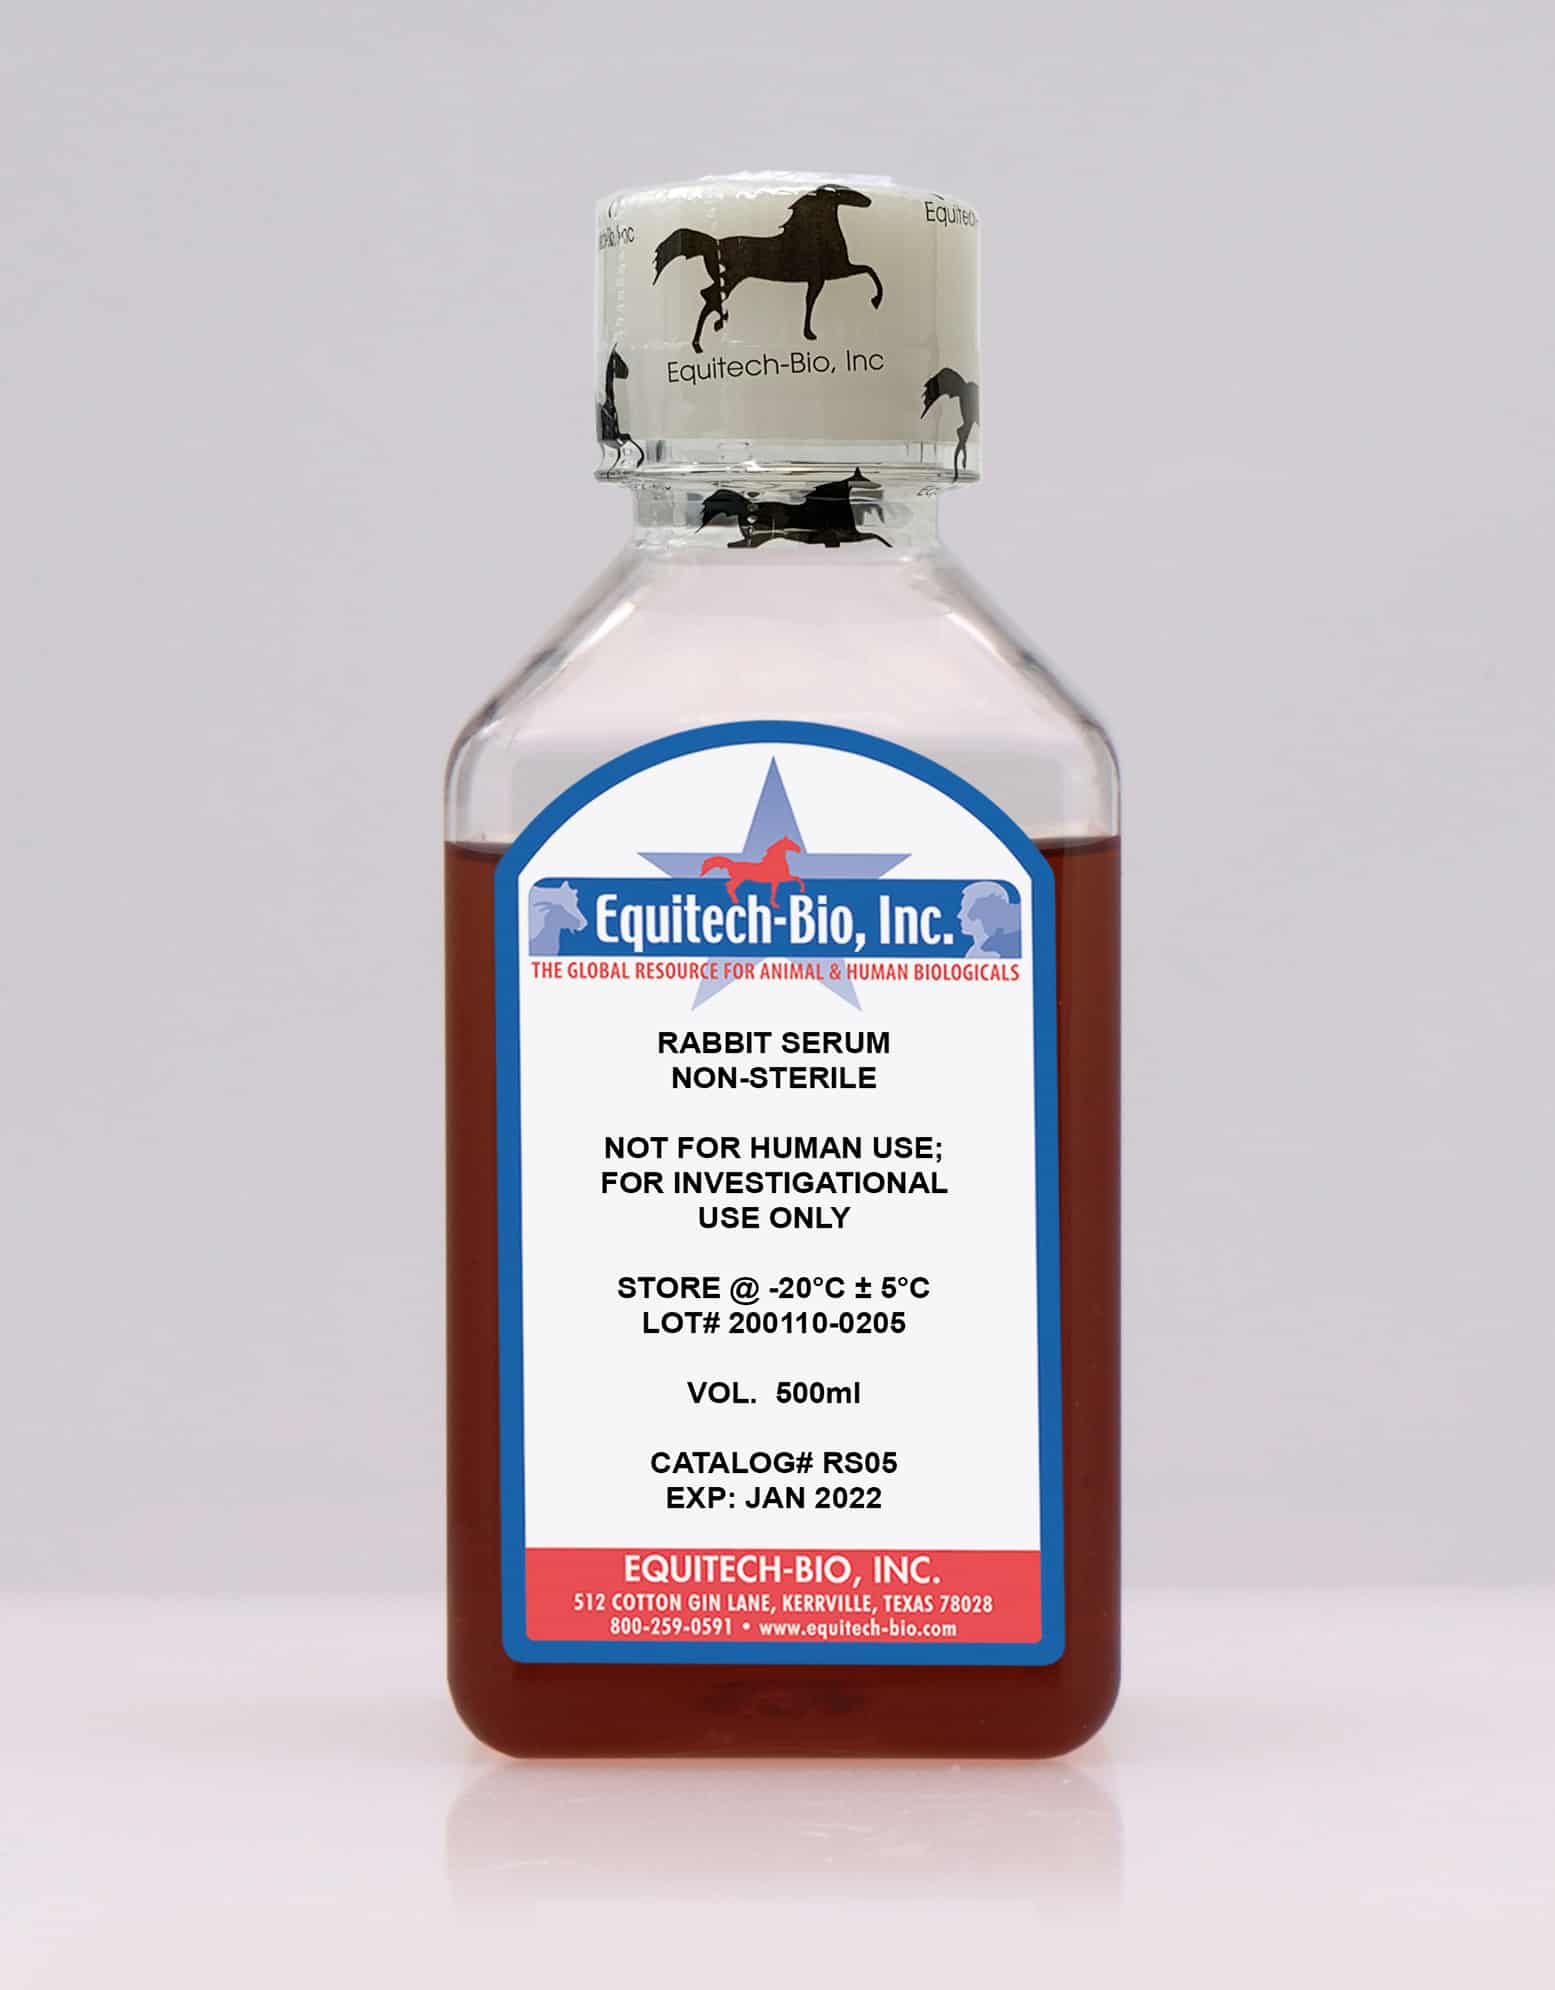 Equitech-Bio, Inc
Equitech-Bio, Inc.
THE GLOBAL RESOURCE FOR ANIMAL & HUMAN BIOLOGICALS
RABBIT SERUM
NON-STERILE
NOT FOR HUMAN USE;
FOR INVESTIGATIONAL
USE ONLY
STORE @ -20°C ± 5°C
LOT# 200110-0205
VOL. 500ml
CATALOG# RS05
EXP: JAN 2022
EQUITECH-BIO, INC.
512 COTTON GIN LANE, KERRVILLE, TEXAS 78028
800-259-0591 • www.equitech-bio.com